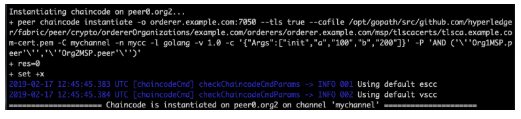 Instantiating chaincode on peer0.org2...
+ peer chaincode instantiate -o orderer.example.com:7050 --tls true --cafile /opt/gopath/src/github.com/hyperledge
r/fabric/peer/crypto/ordererOrganizations/example.com/orderers/orderer.example.com/msp/tlscacerts/tlsca.example.co
m-cert.pem -C mychannel -n mycc -l golang -v 1.0 -c '{"Args":["init","a","100","b","200"]}' -P 'AND ('\''Org1MSP.p
eer'\'','\''Org2MSP.peer'\'')'
+ res=0
+ set +x
2019-02-17 12:45:45.383 UTC [chaincodeCmd] checkChaincodeCmdParams -> INFO 001 Using default escc
2019-02-17 12:45:45.384 UTC [chaincodeCmd] checkChaincodeCmdParams -> INFO 002 Using default vscc
===================== Chaincode is instantiated on peer0.org2 on channel 'mychannel' =====================